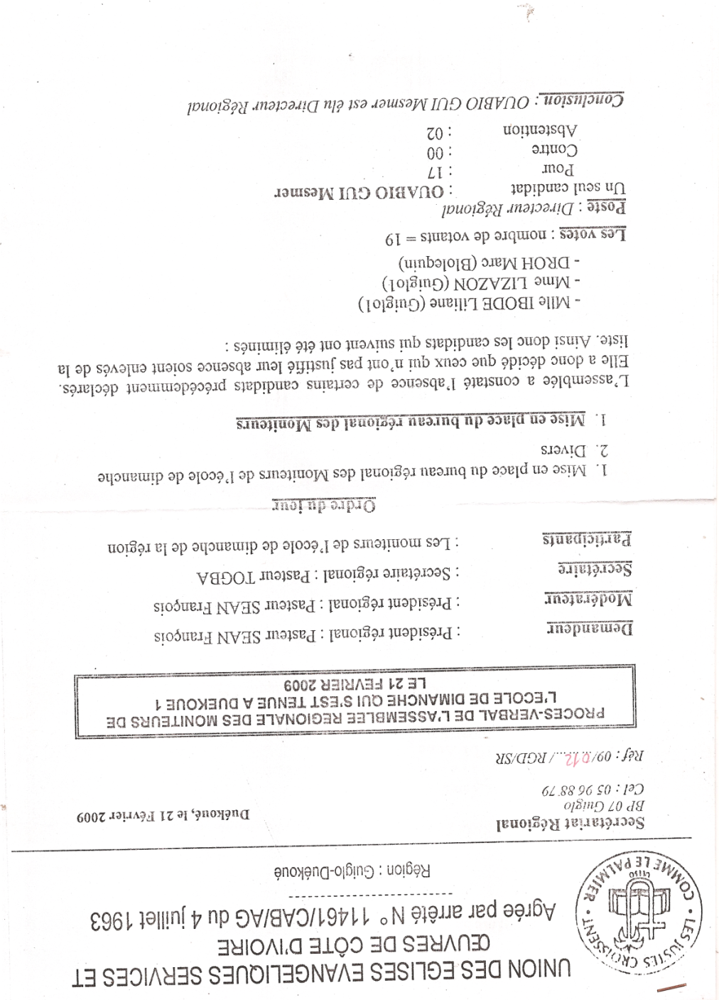 UNION DES EGLISES EVANGELIQUES SERVICES ET
ŒUVRES DE CÔTE D'IVOIRE
Agrée par arrêté N° 11461/CAB/AG du 4 juillet 1963
-----------------------------
Région : Guiglo-Duékoué
• LES JUSTES CROISSENT • COMME LE PALMIER
Secrétariat Régional
BP 07 Guiglo
Cel : 05 96 88 79
Duékoué, le 21 Février 2009
Réf : 09/012.../ RGD/SR
PROCES-VERBAL DE L'ASSEMBLEE REGIONALE DES MONITEURS DE
L'ECOLE DE DIMANCHE QUI S'EST TENUE A DUEKOUE 1
LE 21 FEVRIER 2009
Demandeur : Président régional : Pasteur SEAN François
Modérateur : Président régional : Pasteur SEAN François
Secrétaire : Secrétaire régional : Pasteur TOGBA
Participants : Les moniteurs de l'école de dimanche de la région
Ordre du jour
1. Mise en place du bureau régional des Moniteurs de l'école de dimanche
2. Divers
1. Mise en place du bureau régional des Moniteurs
L'assemblée a constaté l'absence de certains candidats précédemment déclarés.
Elle a donc décidé que ceux qui n'ont pas justifié leur absence soient enlevés de la
liste. Ainsi donc les candidats qui suivent ont été éliminés :
- Mlle IBODE Liliane (Guiglo1)
- Mme LIZAZON (Guiglo1)
- DROH Marc (Blolequin)
Les votes : nombre de votants = 19
Poste : Directeur Régional
Un seul candidat : OUABIO GUI Mesmer
Pour : 17
Contre : 00
Abstention : 02
Conclusion : OUABIO GUI Mesmer est élu Directeur Régional